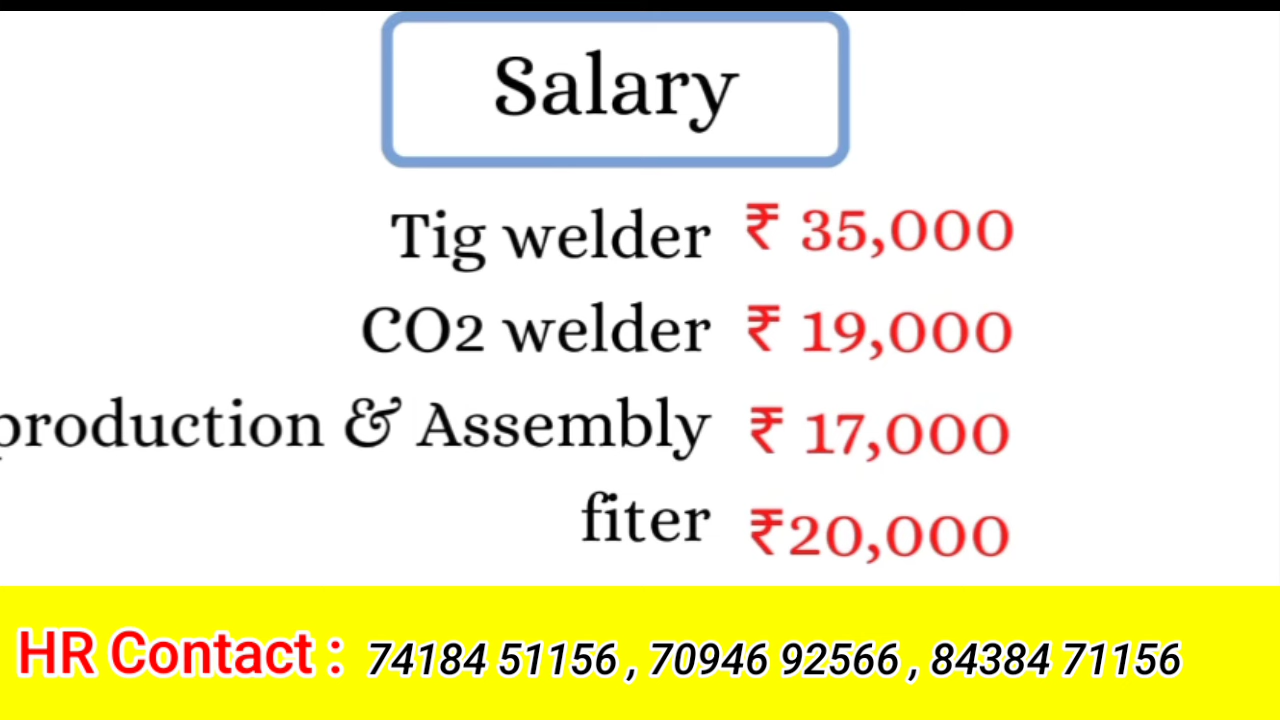 Salary
Tig welder ₹ 35,000
CO2 welder ₹ 19,000
production & Assembly ₹ 17,000
fiter ₹20,000
HR Contact : 74184 51156 , 70946 92566 , 84384 71156